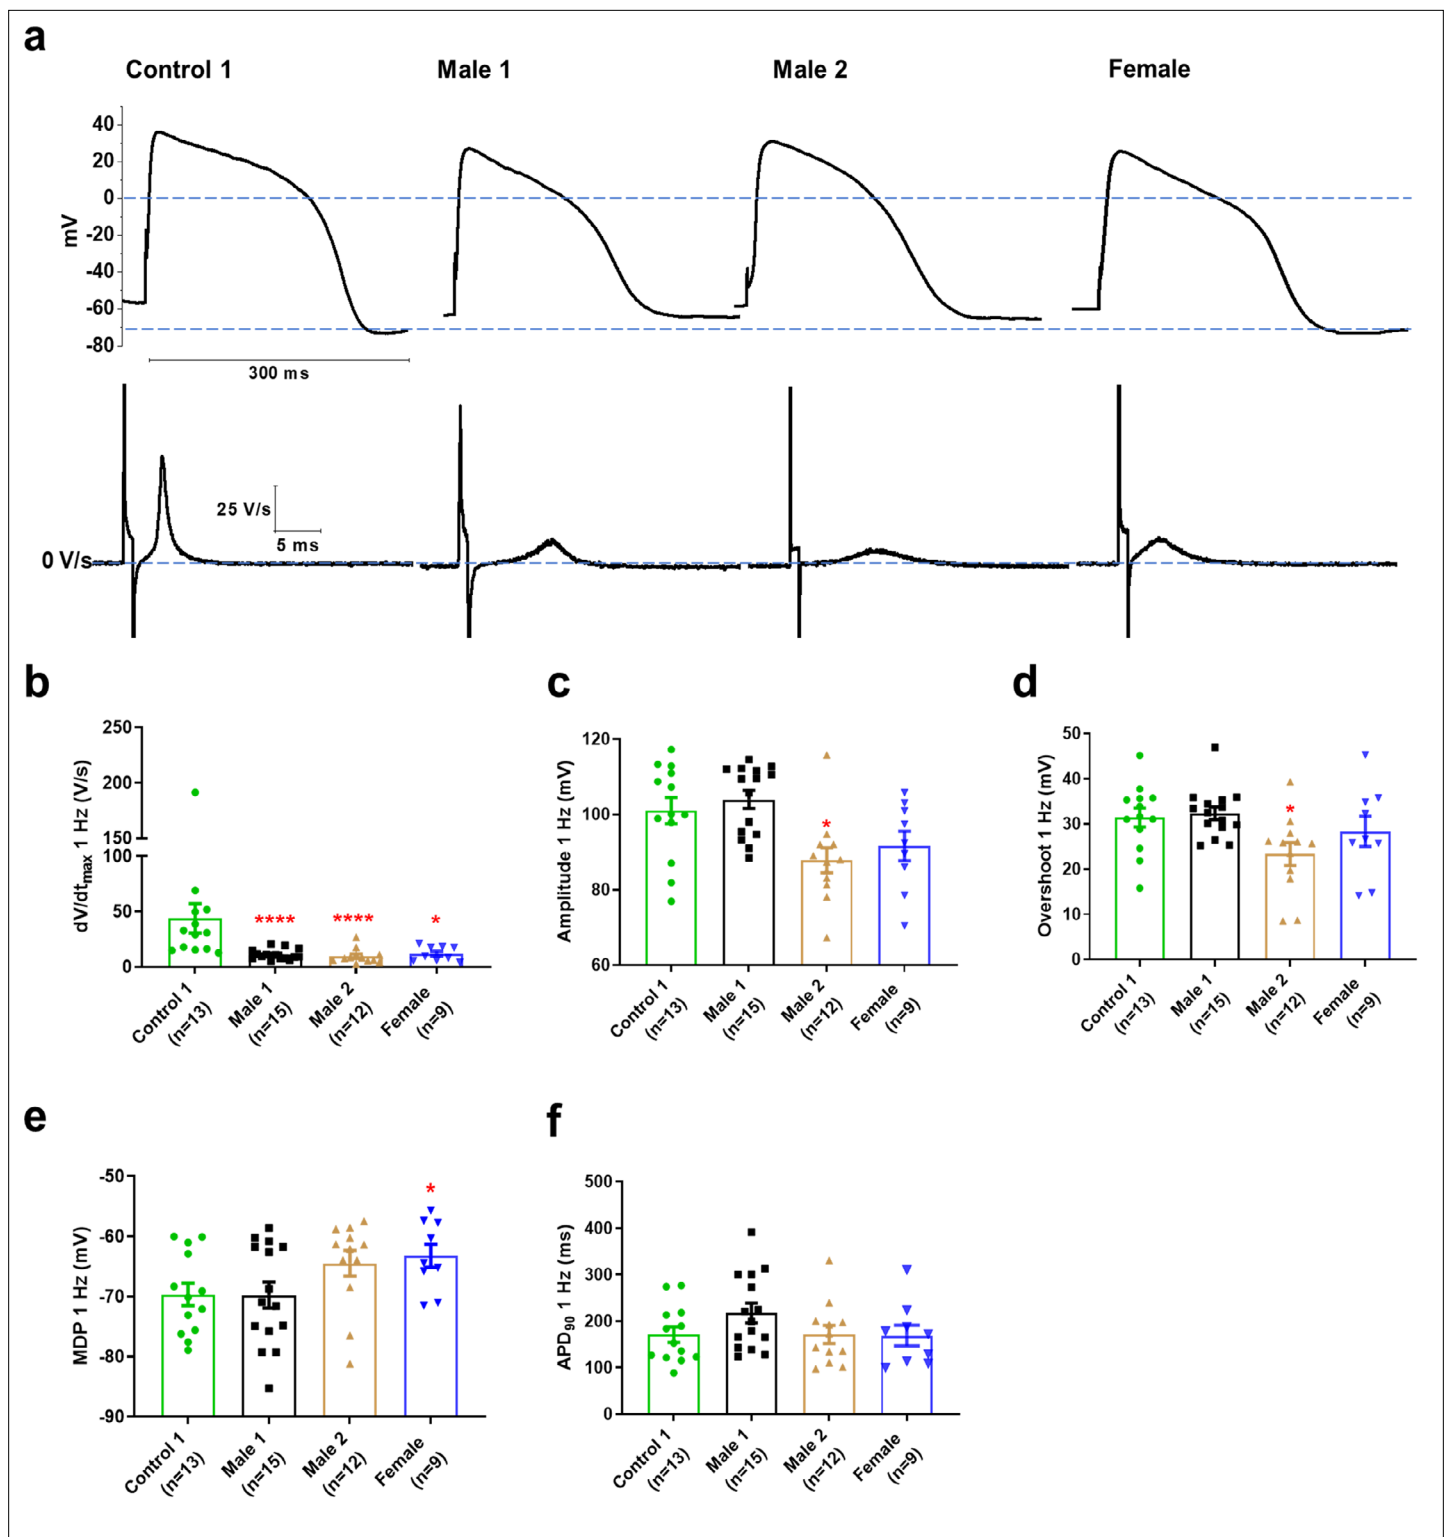 a
Control 1 Male 1 Male 2 Female
40
20
0
-20
-40
-60
-80
mV
300 ms
25 V/s
5 ms
0 V/s
b
250
200
150
100
50
0
dV/dtmax 1 Hz (V/s)
**** **** *
Control 1 (n=13)
Male 1 (n=15)
Male 2 (n=12)
Female (n=9)
c
120
100
80
60
Amplitude 1 Hz (mV)
*
Control 1 (n=13)
Male 1 (n=15)
Male 2 (n=12)
Female (n=9)
d
50
40
30
20
10
0
Overshoot 1 Hz (mV)
*
Control 1 (n=13)
Male 1 (n=15)
Male 2 (n=12)
Female (n=9)
e
-50
-60
-70
-80
-90
MDP 1 Hz (mV)
*
Control 1 (n=13)
Male 1 (n=15)
Male 2 (n=12)
Female (n=9)
f
500
400
300
200
100
0
APD90 1 Hz (ms)
Control 1 (n=13)
Male 1 (n=15)
Male 2 (n=12)
Female (n=9)